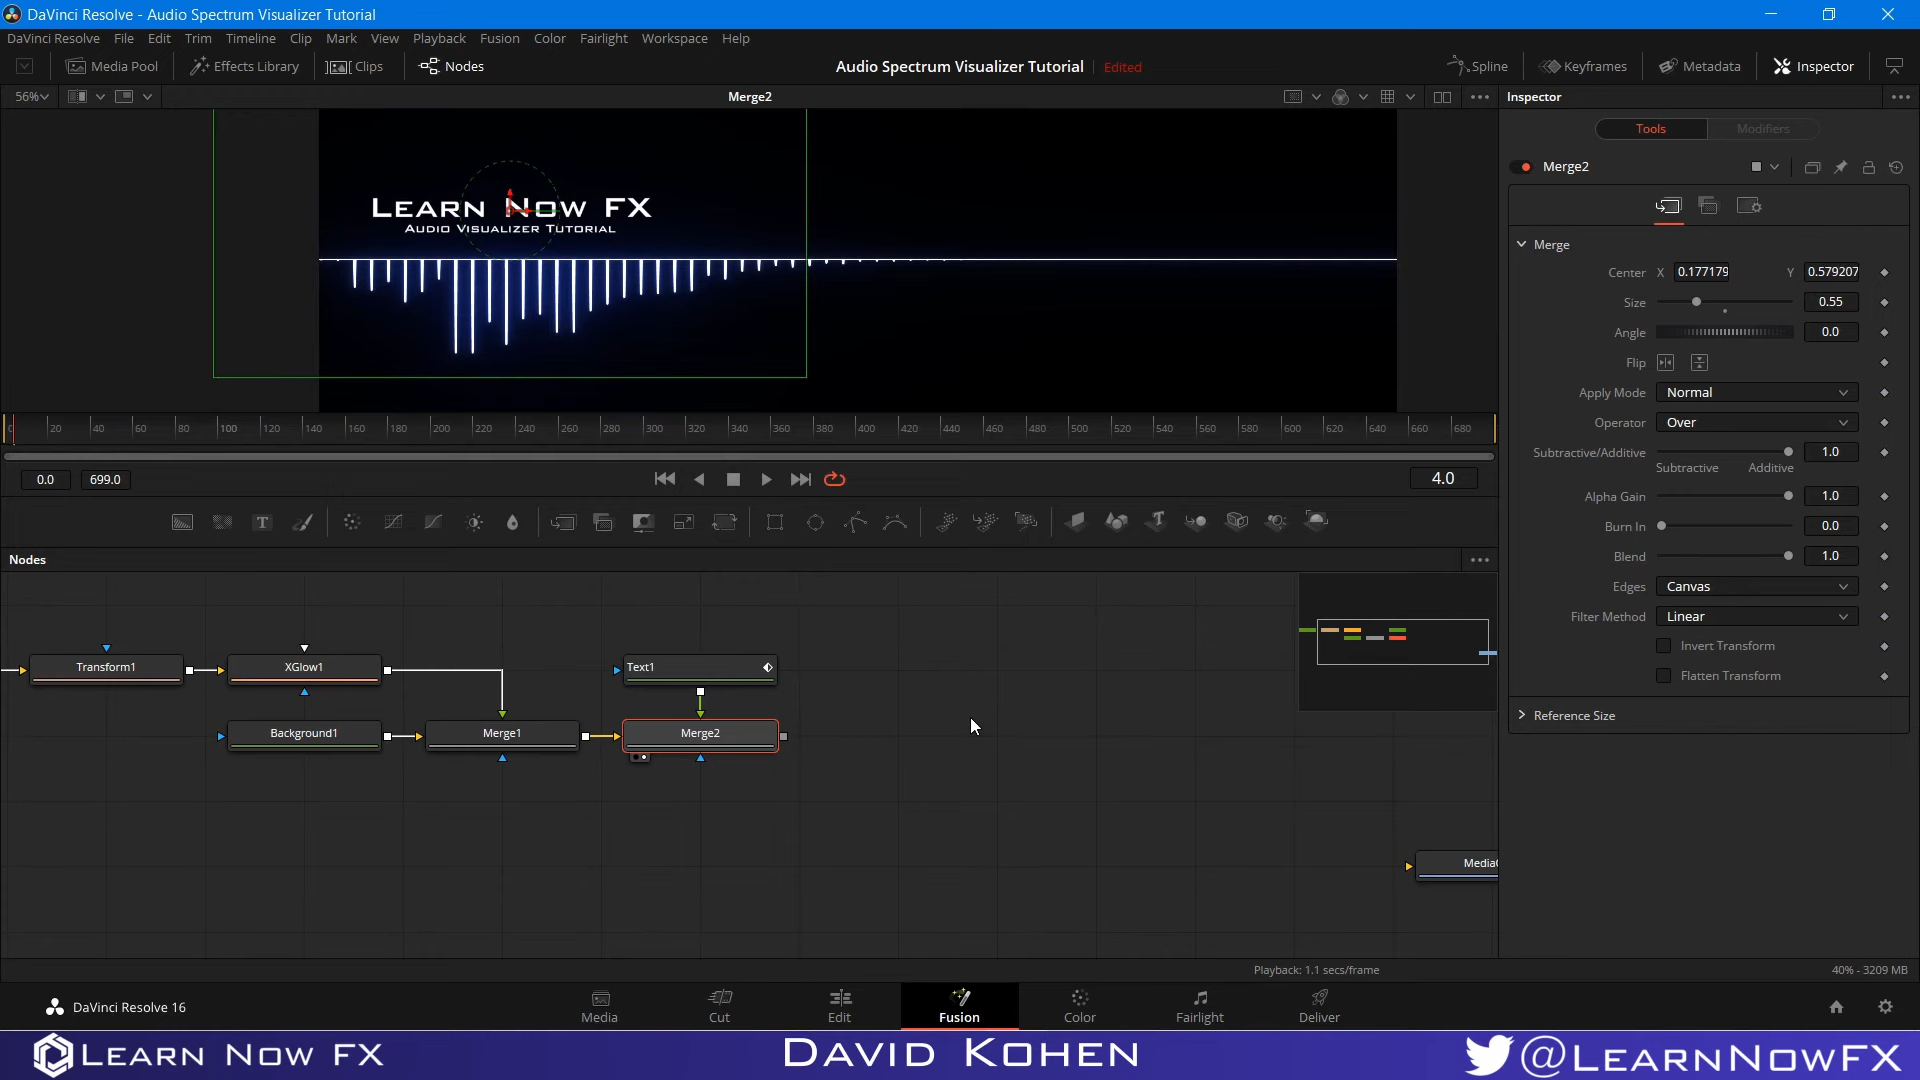 DaVinci Resolve - Audio Spectrum Visualizer Tutorial
DaVinci Resolve File Edit Trim Timeline Clip Mark View Playback Fusion Color Fairlight Workspace Help
Media Pool Effects Library Clips Nodes Audio Spectrum Visualizer Tutorial Edited Spline Keyframes Metadata Inspector
56% Merge2 Inspector
Tools Modifiers
Merge2
Learn Now FX
Audio Visualizer Tutorial
Merge
Center X 0.177179 Y 0.579207
Size 0.55
Angle 0.0
Flip
Apply Mode Normal
Operator Over
Subtractive/Additive 1.0
Subtractive Additive
Alpha Gain 1.0
Burn In 0.0
Blend 1.0
Edges Canvas
Filter Method Linear
Invert Transform
Flatten Transform
Reference Size
0 20 40 60 80 100 120 140 160 180 200 220 240 260 280 300 320 340 360 380 400 420 440 460 480 500 520 540 560 580 600 620 640 660 680
0.0 699.0 4.0
Nodes
Transform1 XGlow1 Text1
Background1 Merge1 Merge2
Media
Playback: 1.1 secs/frame 40% - 3209 MB
DaVinci Resolve 16 Media Cut Edit Fusion Color Fairlight Deliver
Learn Now FX David Kohen @LearnNowFX